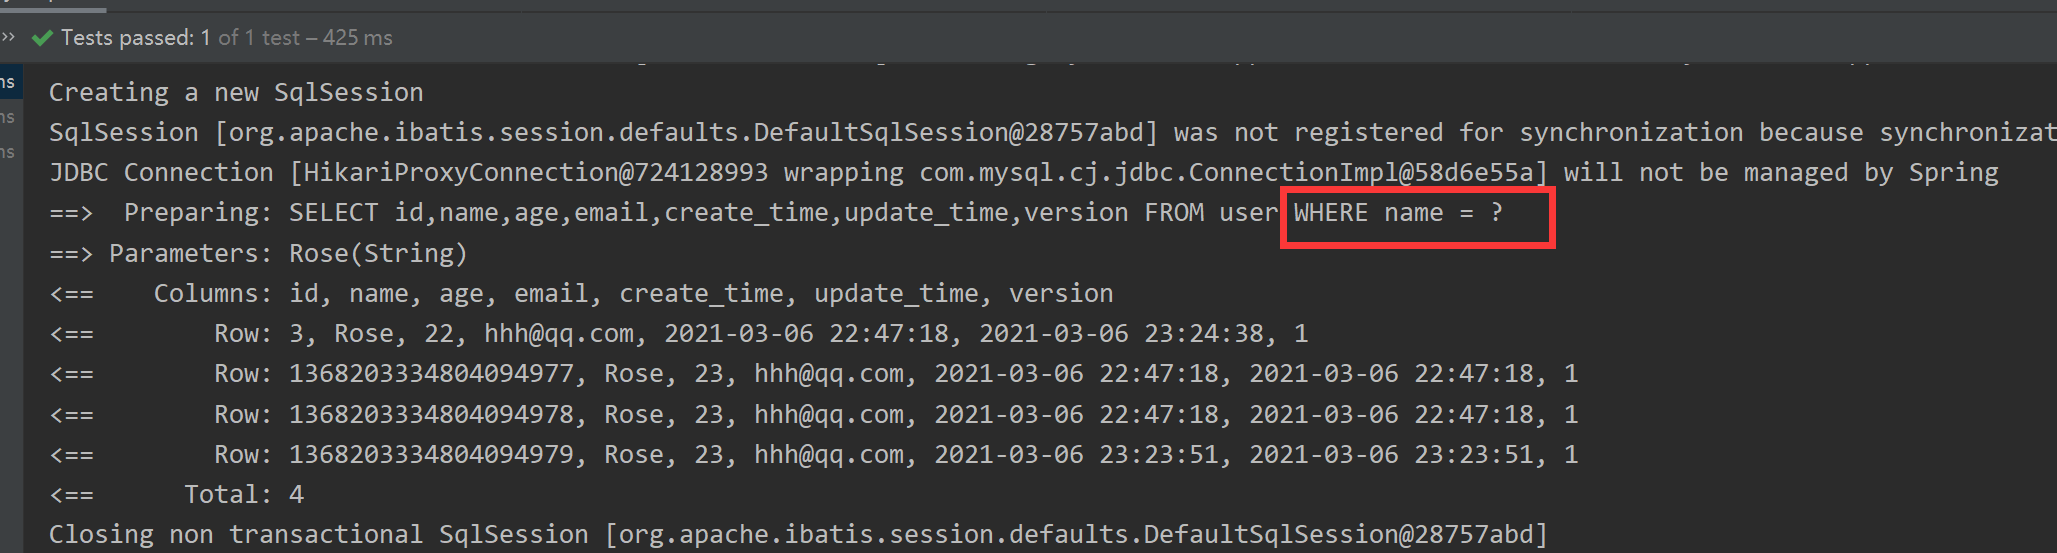 Tests passed: 1 of 1 test – 425 ms
ms
Creating a new SqlSession
SqlSession [org.apache.ibatis.session.defaults.DefaultSqlSession@28757abd] was not registered for synchronization because synchronizat
ms
JDBC Connection [HikariProxyConnection@724128993 wrapping com.mysql.cj.jdbc.ConnectionImpl@58d6e55a] will not be managed by Spring
ms
==>  Preparing: SELECT id,name,age,email,create_time,update_time,version FROM user WHERE name = ?
==> Parameters: Rose(String)
<==    Columns: id, name, age, email, create_time, update_time, version
<==        Row: 3, Rose, 22, hhh@qq.com, 2021-03-06 22:47:18, 2021-03-06 23:24:38, 1
<==        Row: 1368203334804094977, Rose, 23, hhh@qq.com, 2021-03-06 22:47:18, 2021-03-06 22:47:18, 1
<==        Row: 1368203334804094978, Rose, 23, hhh@qq.com, 2021-03-06 22:47:18, 2021-03-06 22:47:18, 1
<==        Row: 1368203334804094979, Rose, 23, hhh@qq.com, 2021-03-06 23:23:51, 2021-03-06 23:23:51, 1
<==      Total: 4
Closing non transactional SqlSession [org.apache.ibatis.session.defaults.DefaultSqlSession@28757abd]